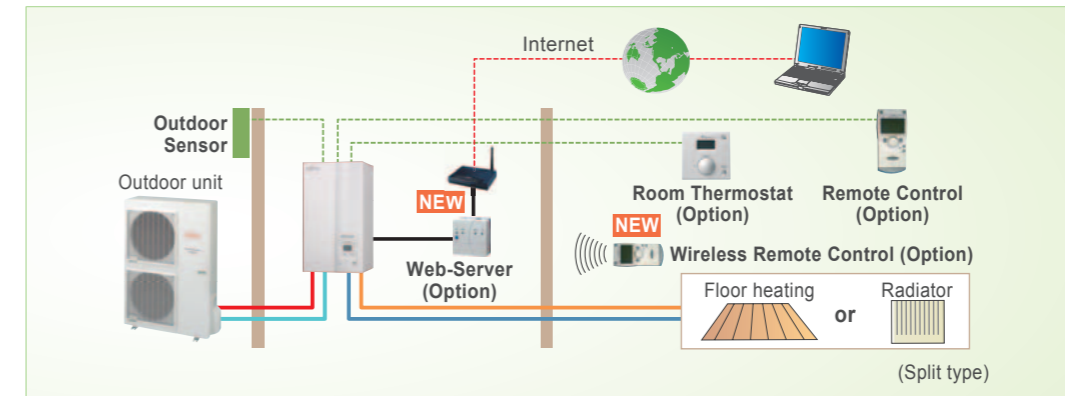 Internet
Outdoor
Sensor
Outdoor unit
NEW
Web-Server
(Option)
Room Thermostat
(Option)
Remote Control
(Option)
NEW
Wireless Remote Control (Option)
Floor heating
or
Radiator
(Split type)